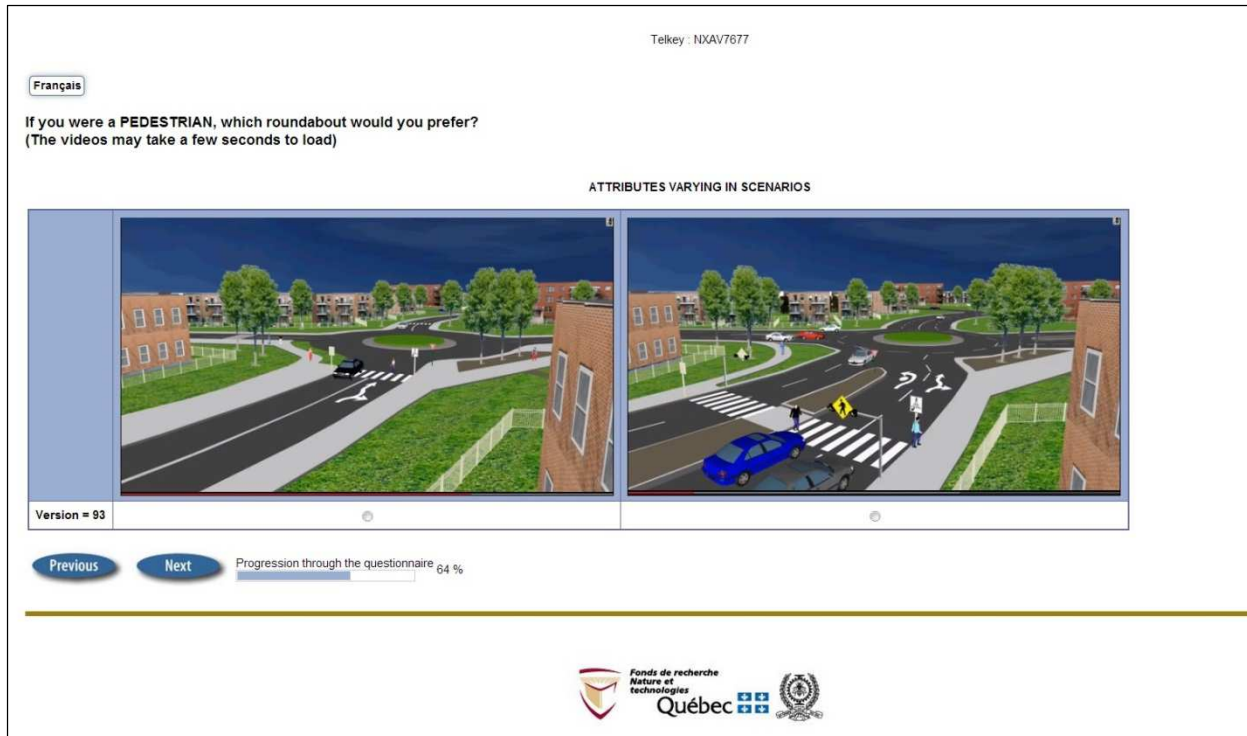 Telkey : NXAV7677
Français
If you were a PEDESTRIAN, which roundabout would you prefer?
(The videos may take a few seconds to load)
ATTRIBUTES VARYING IN SCENARIOS
Version = 93
Previous
Next
Progression through the questionnaire 64 %
Fonds de recherche
Nature et
technologies
Québec